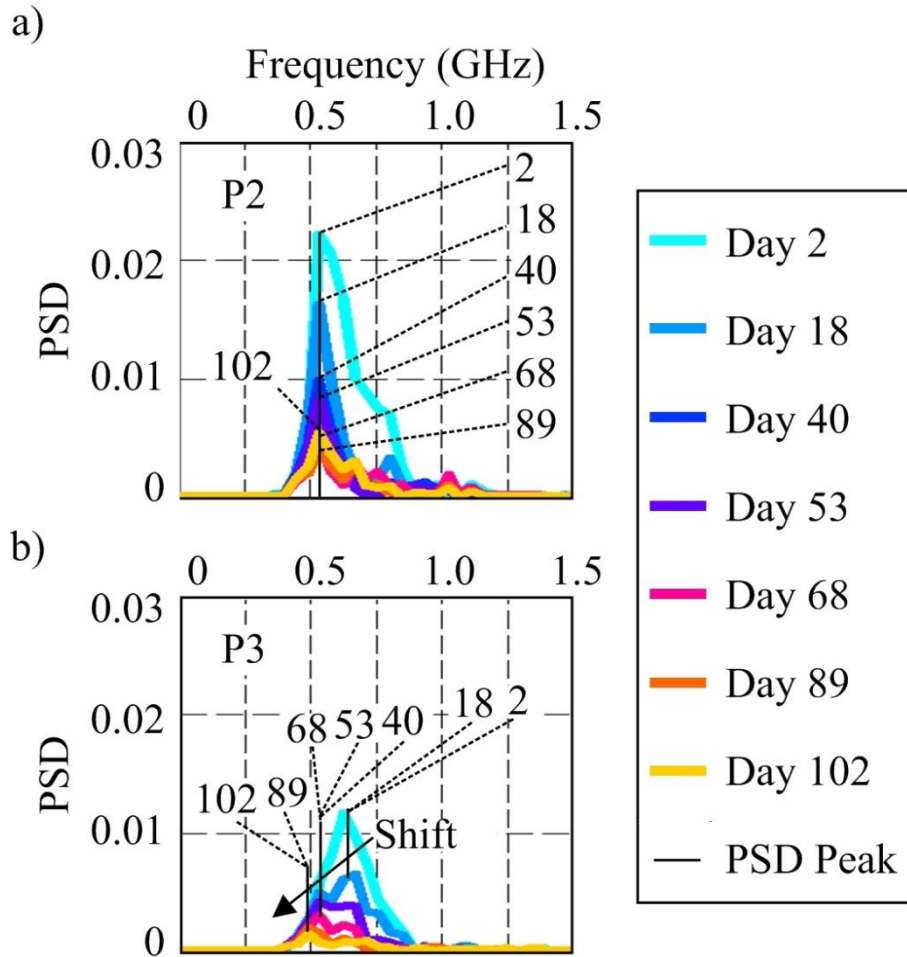 a)
Frequency (GHz)
0 0.5 1.0 1.5
0.03
0.02
0.01
0
PSD
P2
2
18
40
53
68
89
102
b)
0 0.5 1.0 1.5
0.03
0.02
0.01
0
PSD
P3
68 53 40 18 2
102 89
Shift
Day 2
Day 18
Day 40
Day 53
Day 68
Day 89
Day 102
PSD Peak